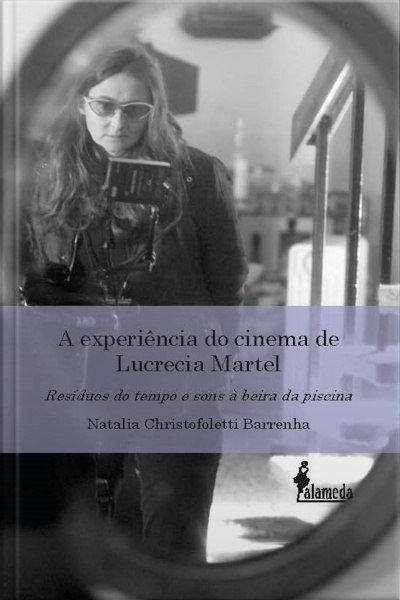 A experiência do cinema de
Lucrecia Martel
Resíduos do tempo e sons à beira da piscina
Natalia Christofoletti Barrenha
alameda